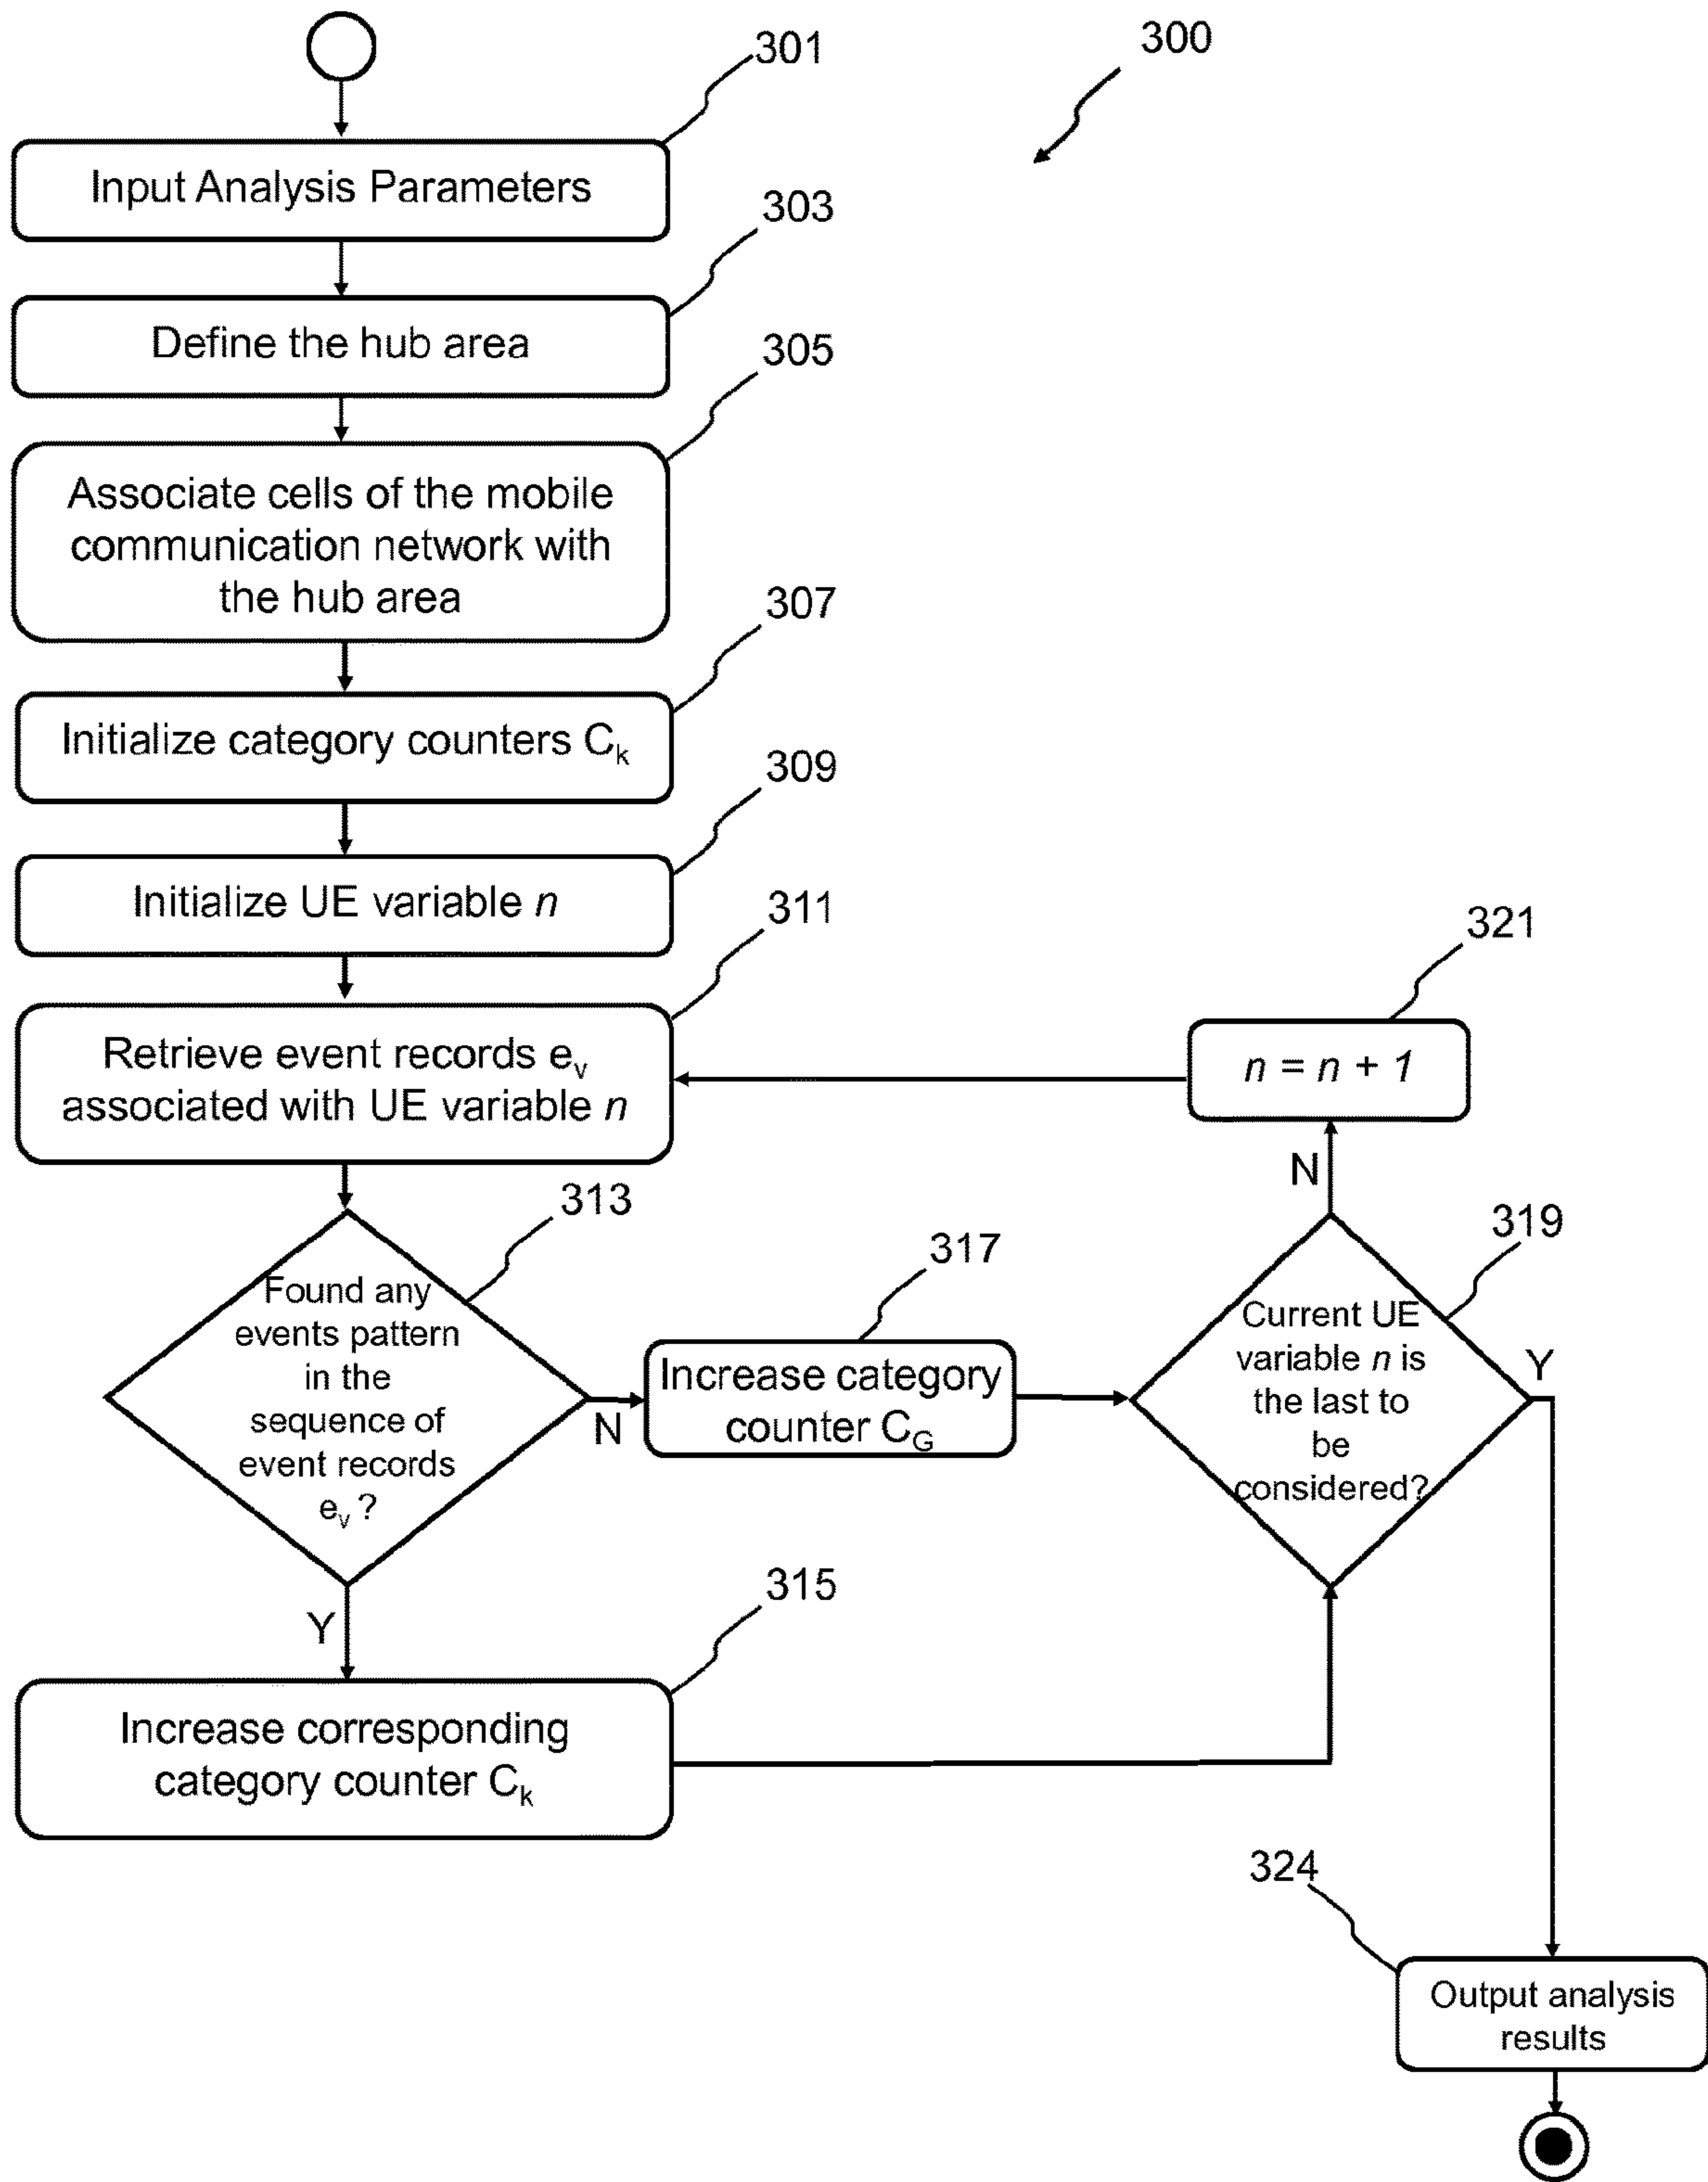 301
300
Input Analysis Parameters
303
Define the hub area
305
Associate cells of the mobile
communication network with
the hub area
307
Initialize category counters Cₖ
309
Initialize UE variable n
311
Retrieve event records eᵥ
associated with UE variable n
321
n = n + 1
N
313
Found any
events pattern
in the
sequence of
event records
eᵥ ?
N
Y
317
Increase category
counter C_G
319
Current UE
variable n is
the last to
be
considered?
Y
315
Increase corresponding
category counter Cₖ
324
Output analysis
results